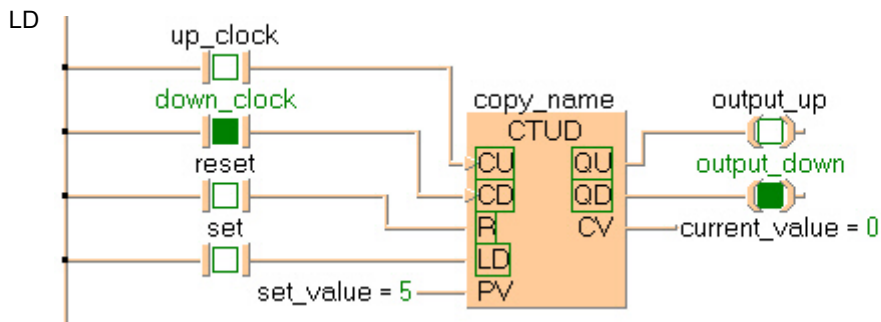 LD
up_clock
down_clock
copy_name
output_up
CTUD
reset
CU
QU
output_down
CD
QD
set
R
CV
current_value = 0
LD
set_value = 5
PV